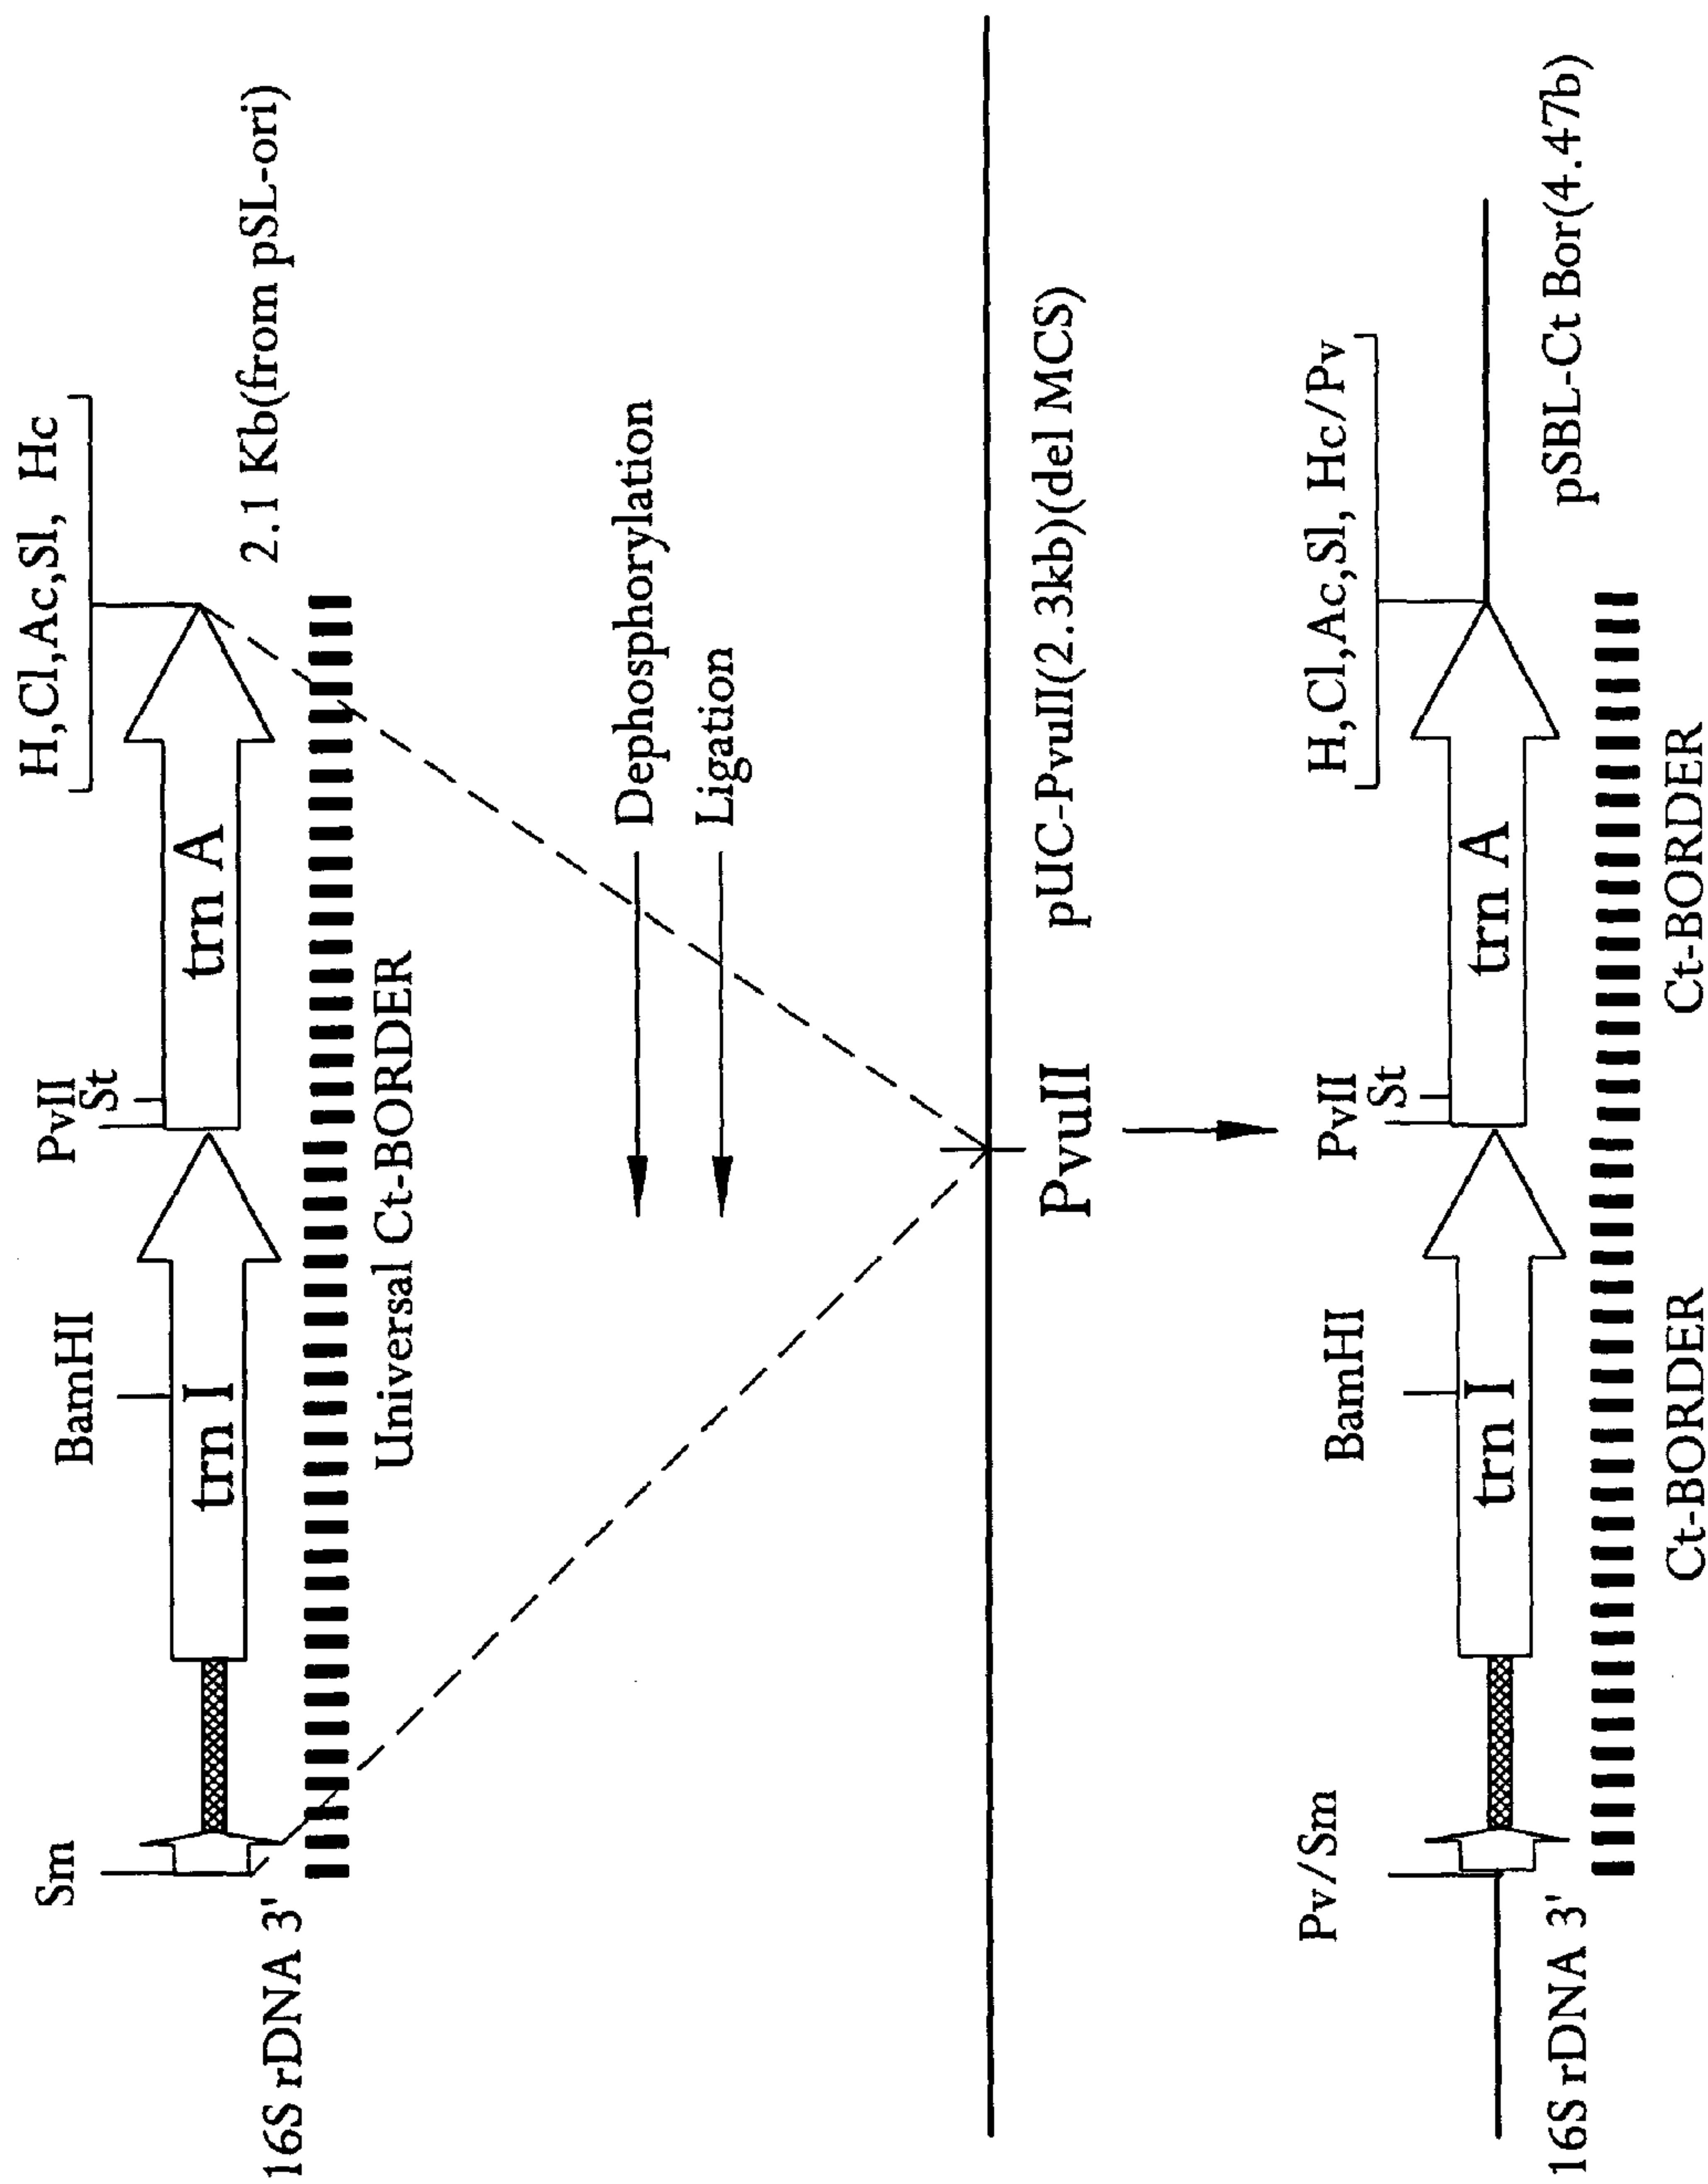 Sm
BamHI
PvII
St
H,Cl,Ac,Sl, Hc
trn I
trn A
16S rDNA 3'
2.1 Kb(from pSL-ori)
Universal Ct-BORDER
Dephosphorylation
Ligation
PvuII
pUC-PvuII(2.3kb)(del MCS)
Pv/Sm
BamHI
PvII
St
H,Cl,Ac,Sl, Hc/Pv
trn I
trn A
16S rDNA 3'
pSBL-Ct Bor(4.47b)
Ct-BORDER
Ct-BORDER